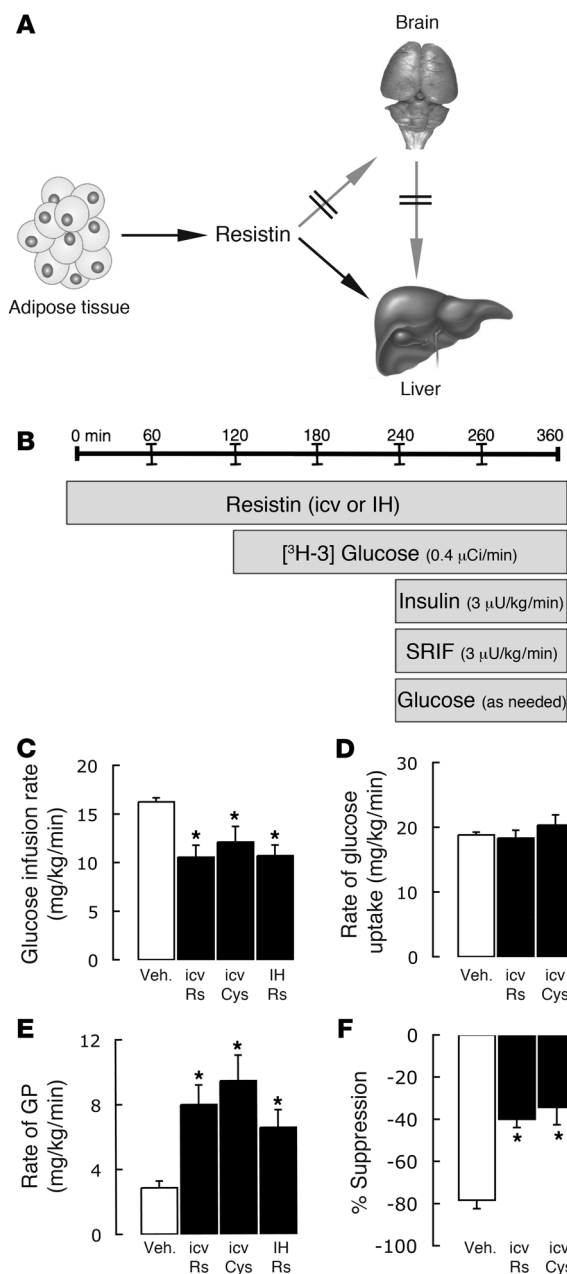 A
Brain
Resistin
Adipose tissue
Liver
B
0 min 60 120 180 240 260 360
Resistin (icv or IH)
[³H-3] Glucose (0.4 μCi/min)
Insulin (3 μU/kg/min)
SRIF (3 μU/kg/min)
Glucose (as needed)
C
Glucose infusion rate
(mg/kg/min)
20
15
10
5
0
* * *
Veh. icv Rs icv Cys IH Rs
D
Rate of glucose
uptake (mg/kg/min)
30
20
10
0
Veh. icv Rs icv Cys
E
Rate of GP
(mg/kg/min)
12
8
4
0
* * *
Veh. icv Rs icv Cys IH Rs
F
% Suppression
0
-20
-40
-60
-80
-100
* *
Veh. icv Rs icv Cys